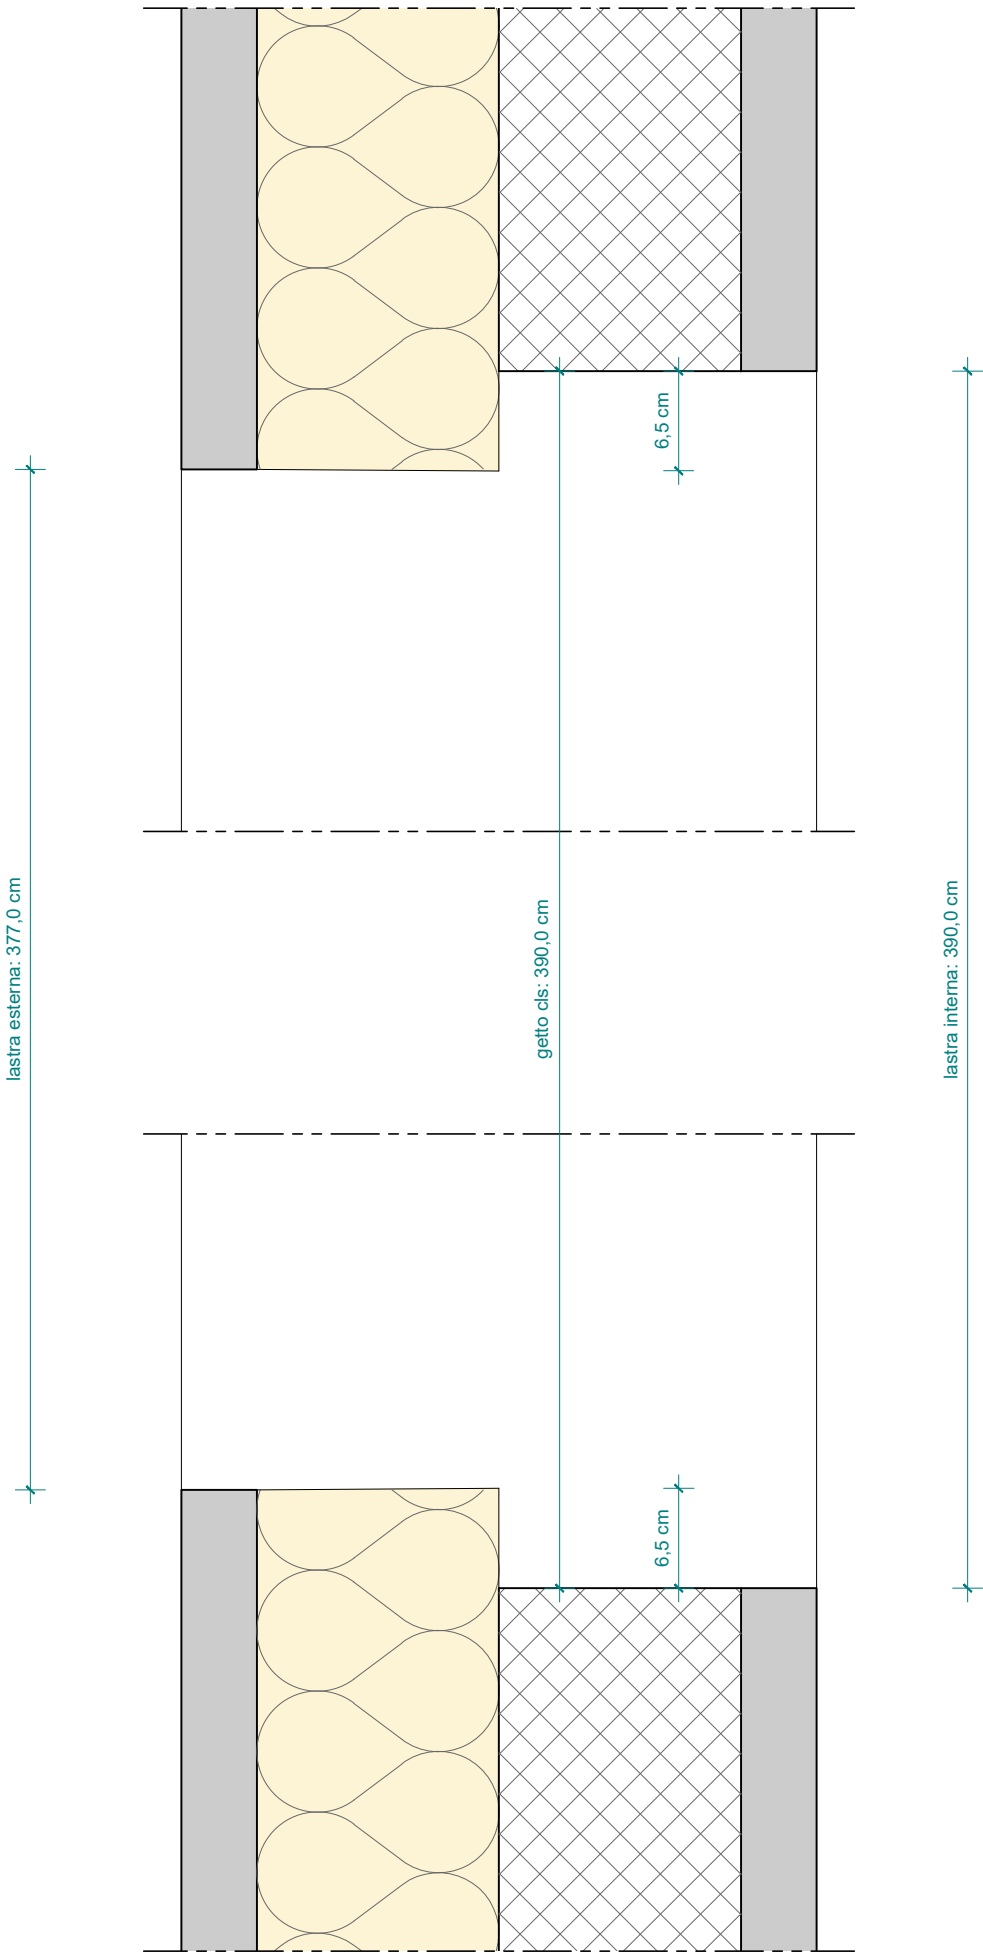 6,5 cm
lastra esterna: 377,0 cm
getto cls: 390,0 cm
lastra interna: 390,0 cm
6,5 cm